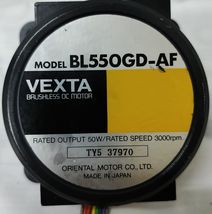 MODEL BL550GD-AF
VEXTA
BRUSHLESS DC MOTOR
RATED OUTPUT 50W/RATED SPEED 3000rpm
TY5 37970
ORIENTAL MOTOR CO., LTD.
MADE IN JAPAN